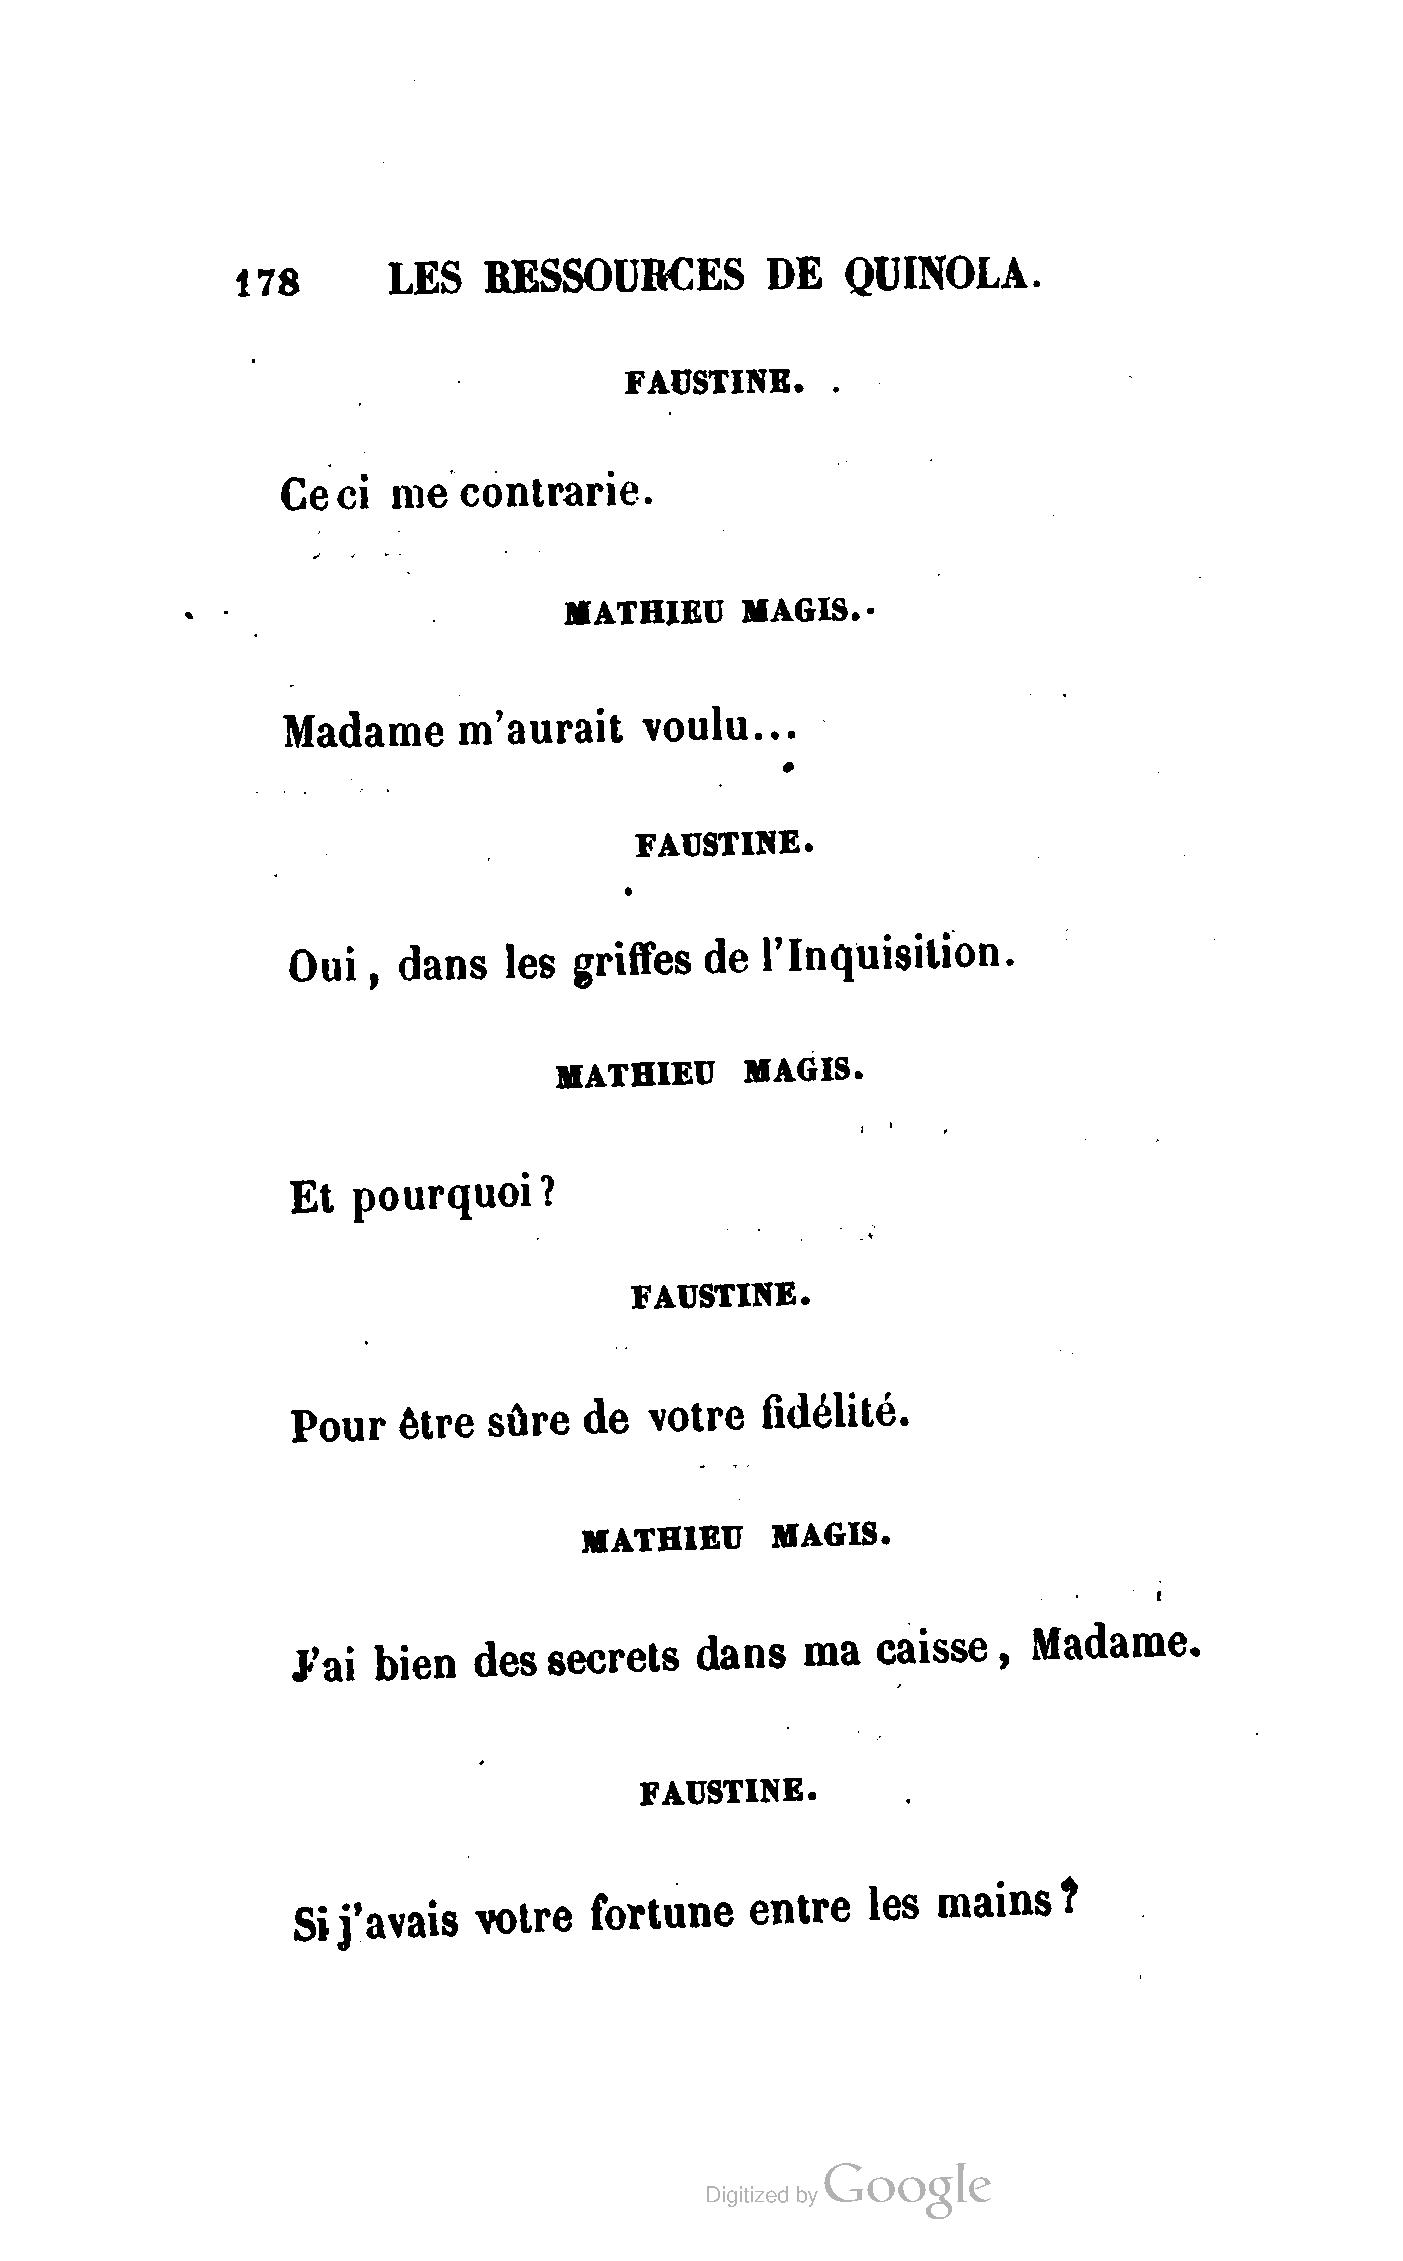 178 LES RESSOURCES DE QUINOLA.
FAUSTINE.
Ceci me contrarie.
MATHIEU MAGIS.
Madame m'aurait voulu...
FAUSTINE.
Oui, dans les griffes de l'Inquisition.
MATHIEU MAGIS.
Et pourquoi?
FAUSTINE.
Pour être sûre de votre fidélité.
MATHIEU MAGIS.
J'ai bien des secrets dans ma caisse, Madame.
FAUSTINE.
Si j'avais votre fortune entre les mains?
Digitized by Google